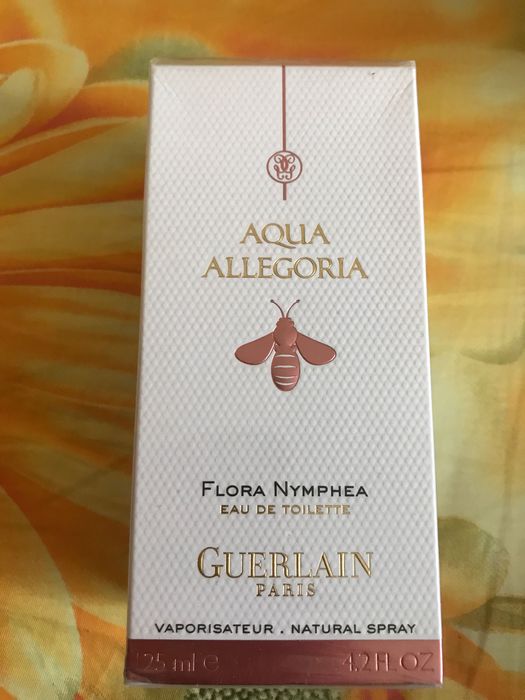 AQUA
ALLEGORIA
FLORA NYMPHEA
EAU DE TOILETTE
GUERLAIN
PARIS
VAPORISATEUR . NATURAL SPRAY
125 ml e 4.2 FL.OZ